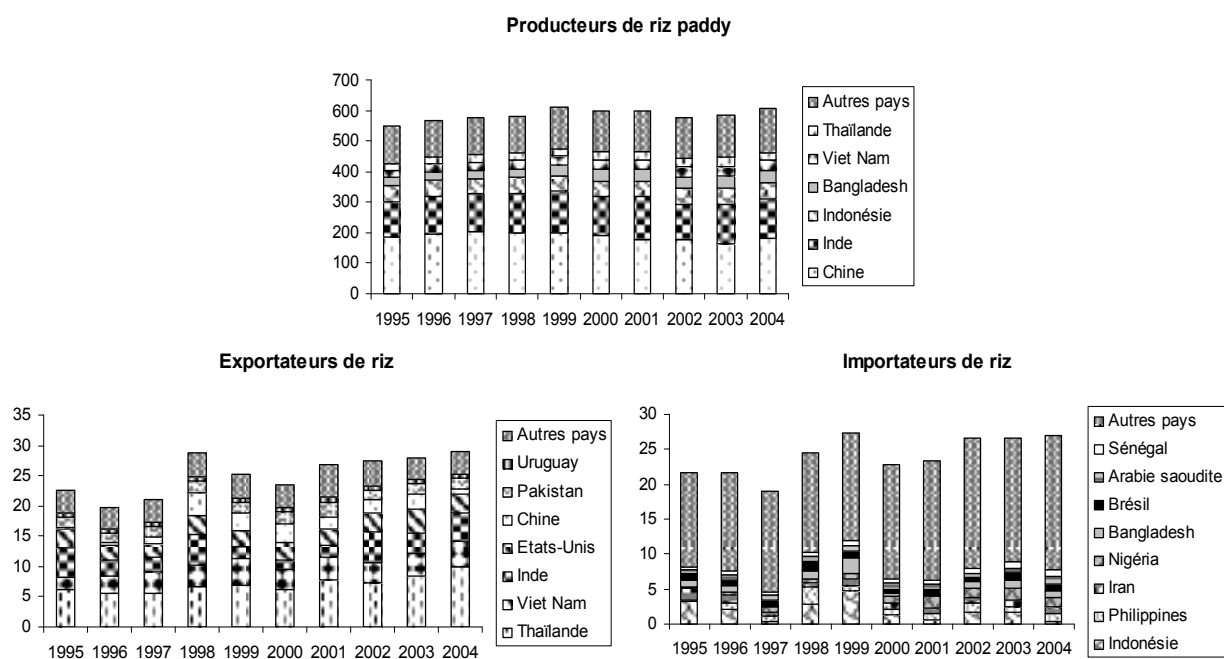 Producteurs de riz paddy
700
600
500
400
300
200
100
0
1995 1996 1997 1998 1999 2000 2001 2002 2003 2004
Autres pays
Thaïlande
Viet Nam
Bangladesh
Indonésie
Inde
Chine
Exportateurs de riz
35
30
25
20
15
10
5
0
1995 1996 1997 1998 1999 2000 2001 2002 2003 2004
Autres pays
Uruguay
Pakistan
Chine
Etats-Unis
Inde
Viet Nam
Thaïlande
Importateurs de riz
30
25
20
15
10
5
0
1995 1996 1997 1998 1999 2000 2001 2002 2003 2004
Autres pays
Sénégal
Arabie saoudite
Brésil
Bangladesh
Nigéria
Iran
Philippines
Indonésie